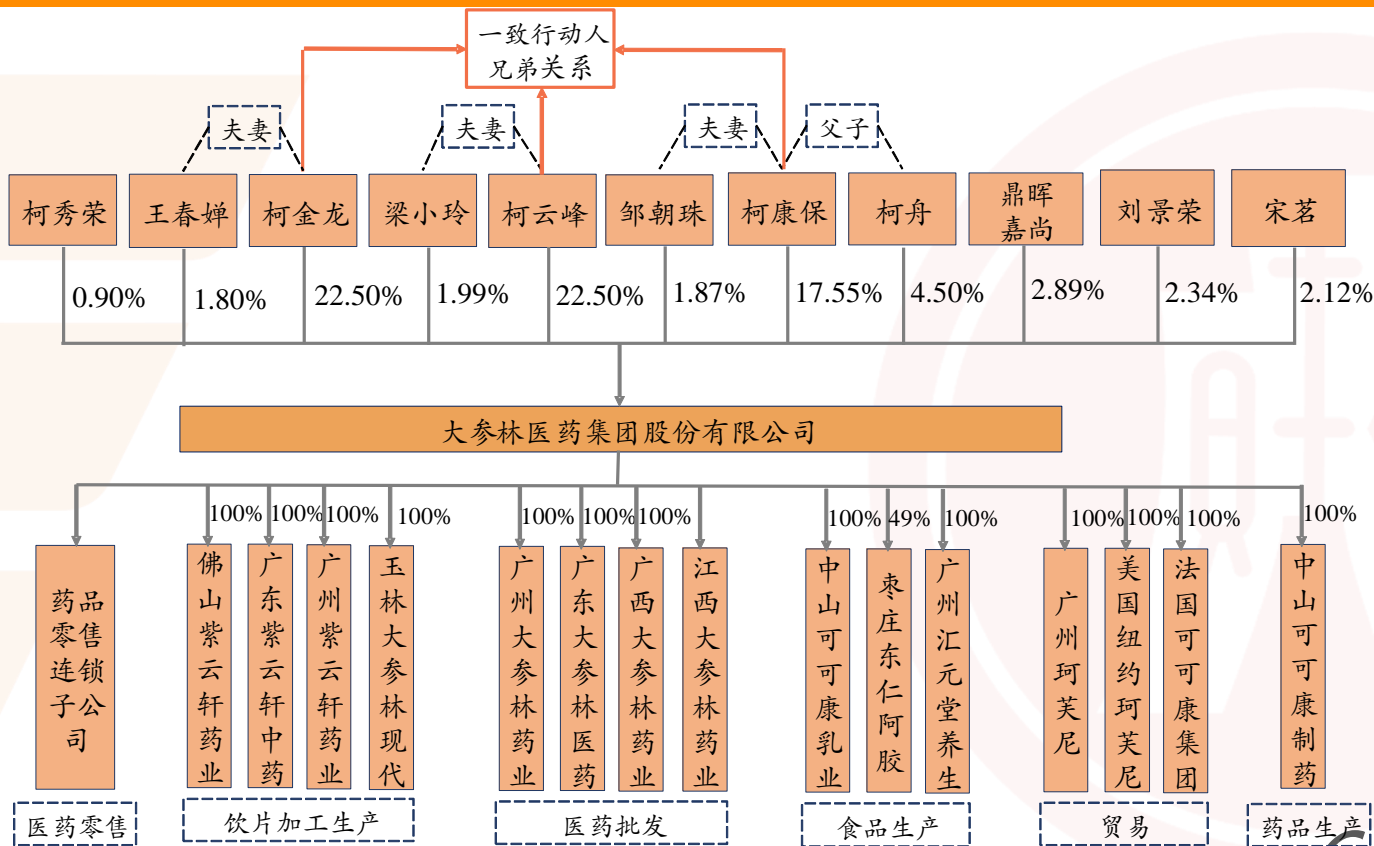 一致行动人
兄弟关系
夫妻
夫妻
夫妻
父子
柯秀荣
王春婵
柯金龙
梁小玲
柯云峰
邹朝珠
柯康保
柯舟
鼎晖
嘉尚
刘景荣
宋茗
0.90%
1.80%
22.50%
1.99%
22.50%
1.87%
17.55%
4.50%
2.89%
2.34%
2.12%
大参林医药集团股份有限公司
100%
100%
100%
100%
100%
100%
100%
100%
49%
100%
100%
100%
100%
100%
药品
零售
连锁
子公
司
佛山紫云轩药业
广东紫云轩中药
广州紫云轩药业
玉林大参林现代
广州大参林药业
广东大参林医药
广西大参林药业
江西大参林药业
中山可可康乳业
枣庄东仁阿胶
广州汇元堂养生
广州珂芙尼
美国纽约珂芙尼
法国可可康集团
中山可可康制药
医药零售
饮片加工生产
医药批发
食品生产
贸易
药品生产